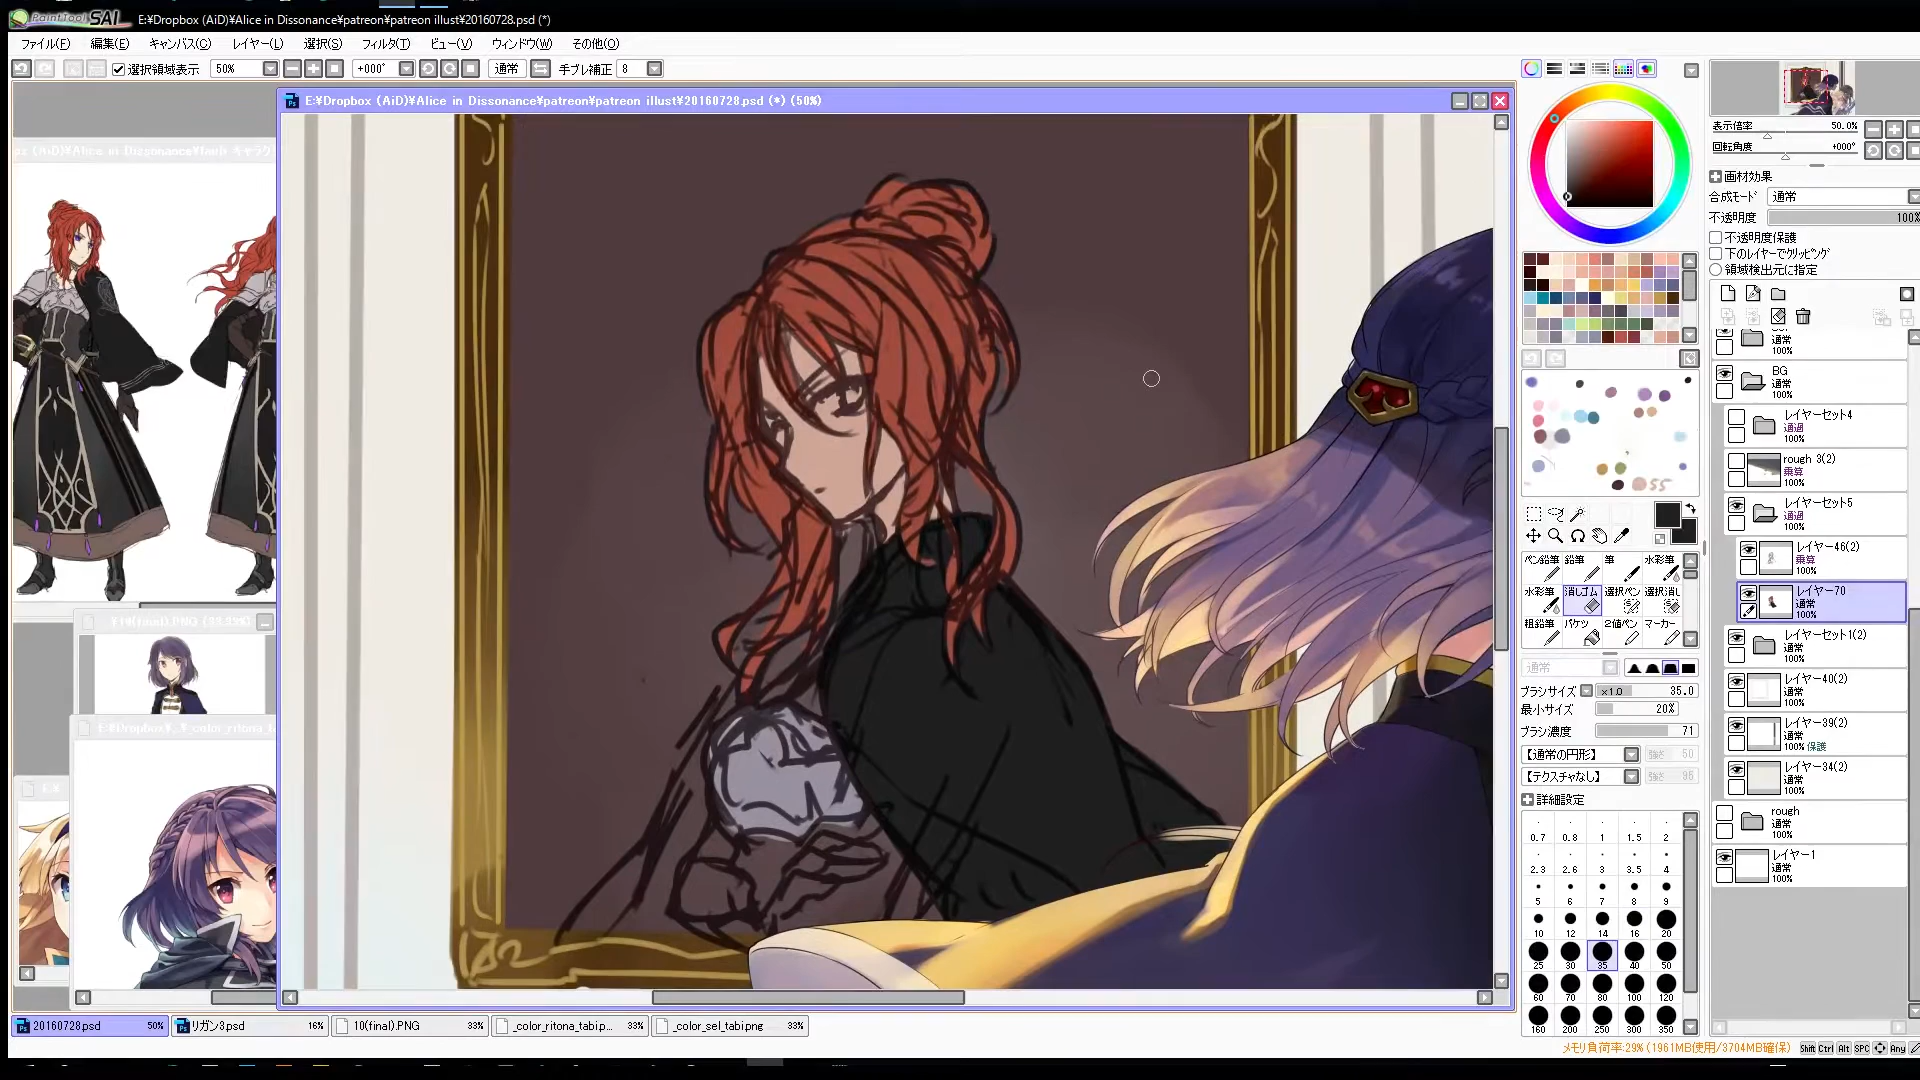 PaintTool SAI E:¥Dropbox (AiD)¥Alice in Dissonance¥patreon¥patreon illust¥20160728.psd (*)
ファイル(F) 編集(E) キャンバス(C) レイヤー(L) 選択(S) フィルタ(T) ビュー(V) ウィンドウ(W) その他(O)
選択領域表示 50% +000° 通常 手ブレ補正 8
E:¥Dropbox (AiD)¥Alice in Dissonance¥patreon¥patreon illust¥20160728.psd (*) (50%)
表示倍率 50.0%
回転角度 +000°
画材効果
合成モード 通常
不透明度 100%
不透明度保護
下のレイヤーでクリッピング
領域検出元に指定
通常
100%
BG
通常
100%
レイヤーセット4
通過
100%
rough 3(2)
乗算
100%
レイヤーセット5
通過
100%
レイヤー46(2)
乗算
100%
レイヤー70
通常
100%
レイヤーセット1(2)
通常
100%
レイヤー40(2)
通常
100%
レイヤー39(2)
通常
100% 保護
レイヤー34(2)
通常
100%
rough
通常
100%
レイヤー1
通常
100%
ペン鉛筆 鉛筆 筆 水彩筆
水彩筆 消しゴム 選択ペン 選択消し
粗鉛筆 バケツ 2値ペン マーカー
通常
ブラシサイズ x1.0 35.0
最小サイズ 20%
ブラシ濃度 71
【通常の円形】 強さ 50
【テクスチャなし】 強さ 95
詳細設定
0.7 0.8 1 1.5 2
2.3 2.6 3 3.5 4
5 6 7 8 9
10 12 14 16 20
25 30 35 40 50
60 70 80 100 120
160 200 250 300 350
20160728.psd 50% リガン3.psd 16% 10(final).PNG 33% _color_ritona_tabi.p... 33% _color_sel_tabi.png 33%
メモリ負荷率:29% (1961MB使用/3704MB確保)
Shift Ctrl Alt SPC Any